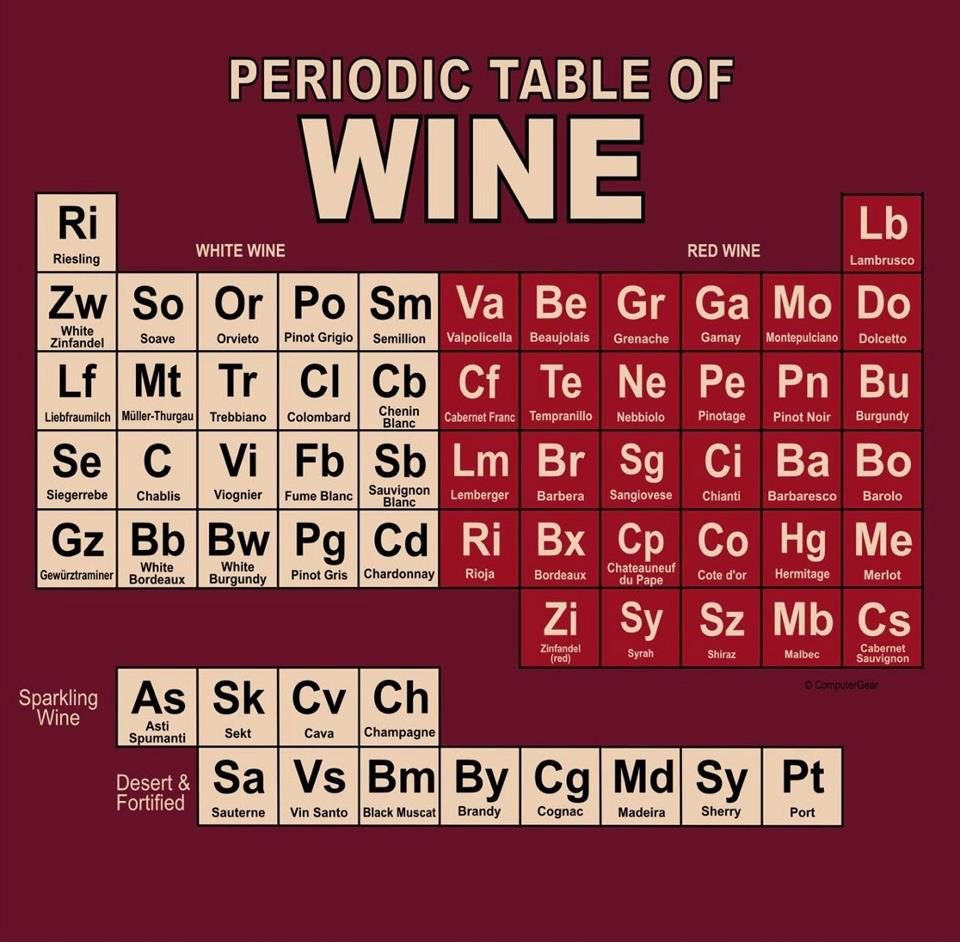 PERIODIC TABLE OF
WINE
Ri
Riesling
WHITE WINE
RED WINE
Lb
Lambrusco
Zw
White
Zinfandel
So
Soave
Or
Orvieto
Po
Pinot Grigio
Sm
Semillion
Va
Valpolicella
Be
Beaujolais
Gr
Grenache
Ga
Gamay
Mo
Montepulciano
Do
Dolcetto
Lf
Liebfraumilch
Mt
Müller-Thurgau
Tr
Trebbiano
Cl
Colombard
Cb
Chenin
Blanc
Cf
Cabernet Franc
Te
Tempranillo
Ne
Nebbiolo
Pe
Pinotage
Pn
Pinot Noir
Bu
Burgundy
Se
Siegerrebe
C
Chablis
Vi
Viognier
Fb
Fume Blanc
Sb
Sauvignon
Blanc
Lm
Lemberger
Br
Barbera
Sg
Sangiovese
Ci
Chianti
Ba
Barbaresco
Bo
Barolo
Gz
Gewürztraminer
Bb
White
Bordeaux
Bw
White
Burgundy
Pg
Pinot Gris
Cd
Chardonnay
Ri
Rioja
Bx
Bordeaux
Cp
Chateauneuf
du Pape
Co
Cote d'or
Hg
Hermitage
Me
Merlot
Zi
Zinfandel
(red)
Sy
Syrah
Sz
Shiraz
Mb
Malbec
Cs
Cabernet
Sauvignon
© ComputerGear
Sparkling
Wine
As
Asti
Spumanti
Sk
Sekt
Cv
Cava
Ch
Champagne
Desert &
Fortified
Sa
Sauterne
Vs
Vin Santo
Bm
Black Muscat
By
Brandy
Cg
Cognac
Md
Madeira
Sy
Sherry
Pt
Port